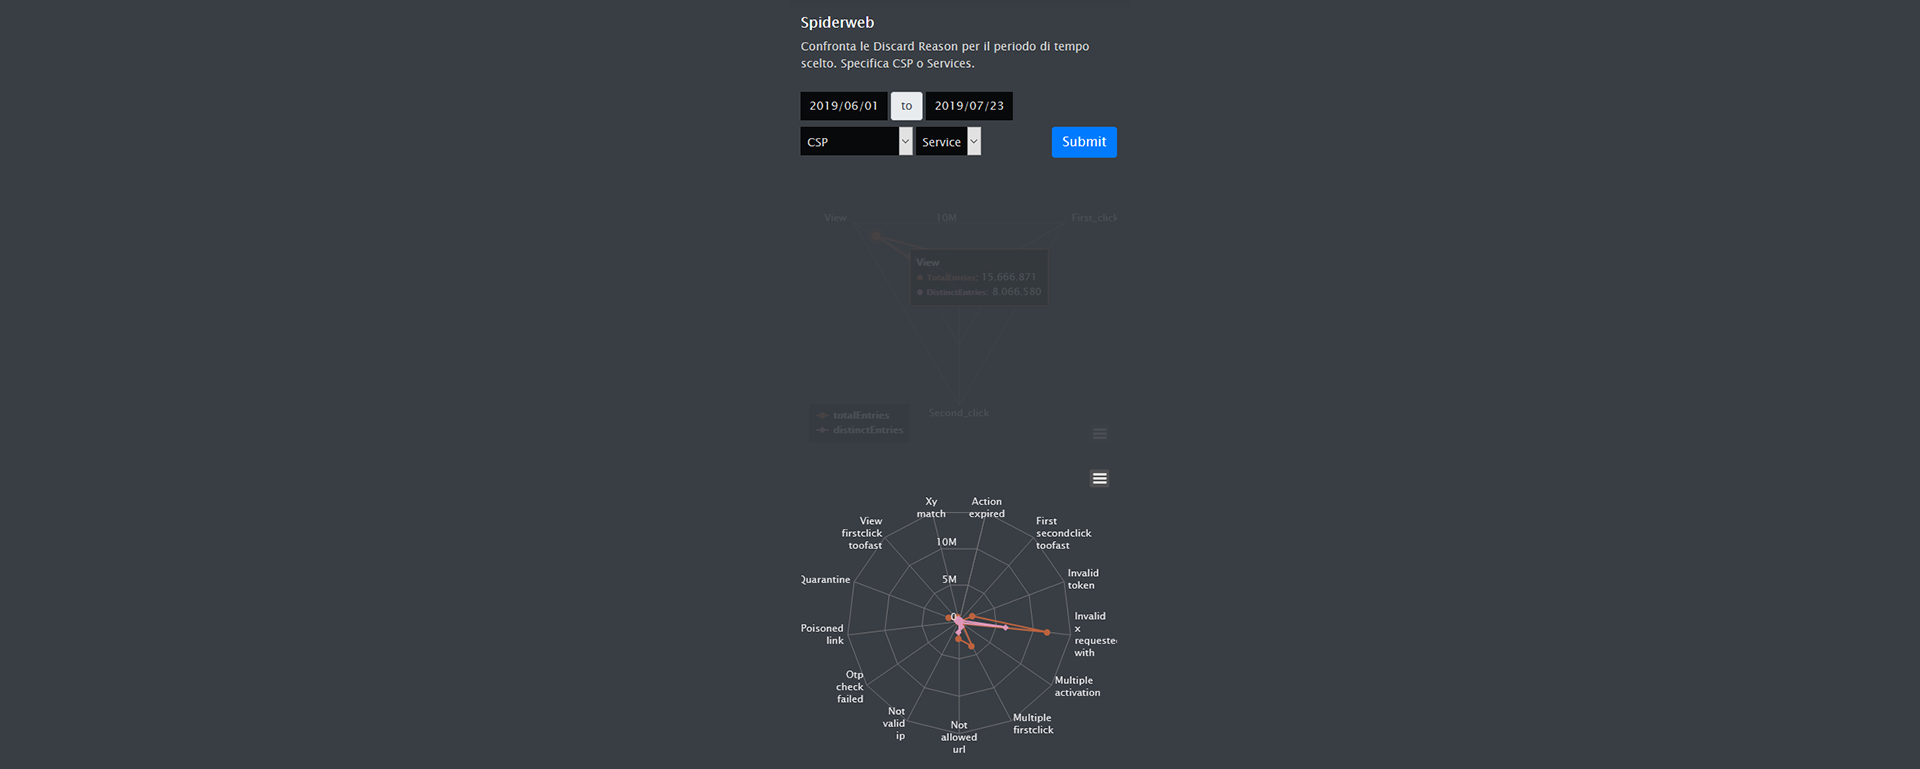 Spiderweb
Confronta le Discard Reason per il periodo di tempo
scelto. Specifica CSP o Services.
2019/06/01 to 2019/07/23
CSP Service Submit
View 10M First_click
View
TotalEntries: 15.666.871
DistinctEntries: 8.066.580
totalEntries
distinctEntries
Second_click
Xy
match
Action
expired
View
firstclick
toofast
First
secondclick
toofast
10M
5M
0
Quarantine
Invalid
token
Poisoned
link
Invalid
x
requeste
with
Otp
check
failed
Multiple
activation
Not
valid
ip
Not
allowed
url
Multiple
firstclick